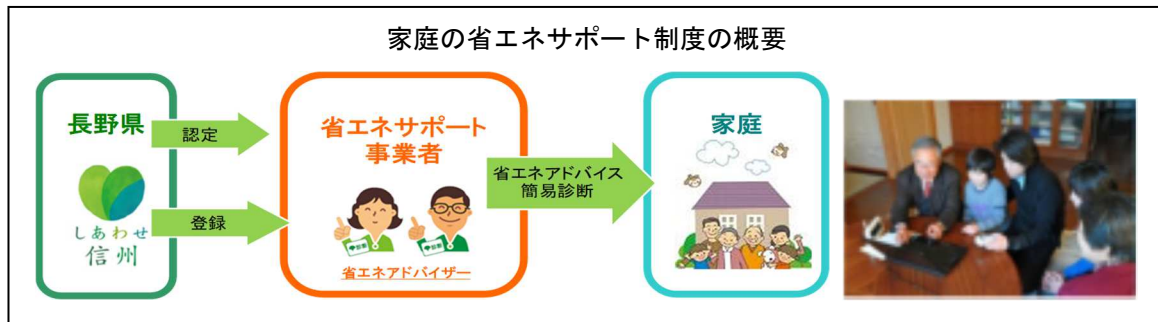 家庭の省エネサポート制度の概要
長野県
認定
しあわせ
信州
登録
省エネサポート
事業者
省エネアドバイザー
省エネアドバイス
簡易診断
家庭